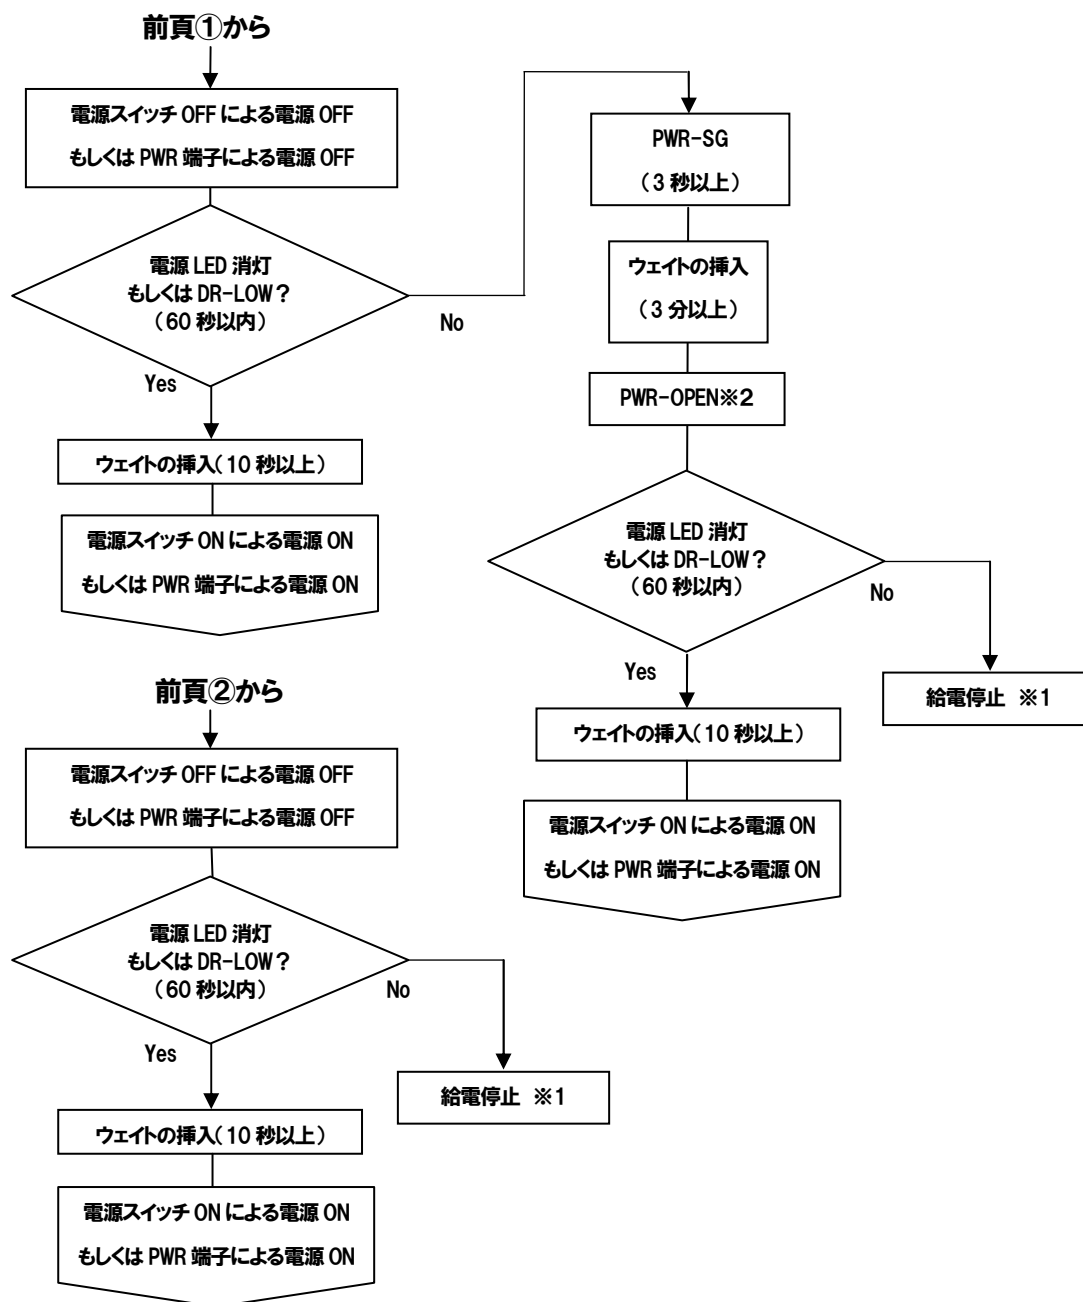 前頁①から
電源スイッチ OFF による電源 OFF
もしくは PWR 端子による電源 OFF
電源 LED 消灯
もしくは DR-LOW?
(60 秒以内)
No
Yes
ウェイトの挿入(10 秒以上)
電源スイッチ ON による電源 ON
もしくは PWR 端子による電源 ON
PWR-SG
(3 秒以上)
ウェイトの挿入
(3 分以上)
PWR-OPEN※2
電源 LED 消灯
もしくは DR-LOW?
(60 秒以内)
No
Yes
給電停止 ※1
ウェイトの挿入(10 秒以上)
電源スイッチ ON による電源 ON
もしくは PWR 端子による電源 ON
前頁②から
電源スイッチ OFF による電源 OFF
もしくは PWR 端子による電源 OFF
電源 LED 消灯
もしくは DR-LOW?
(60 秒以内)
No
Yes
給電停止 ※1
ウェイトの挿入(10 秒以上)
電源スイッチ ON による電源 ON
もしくは PWR 端子による電源 ON